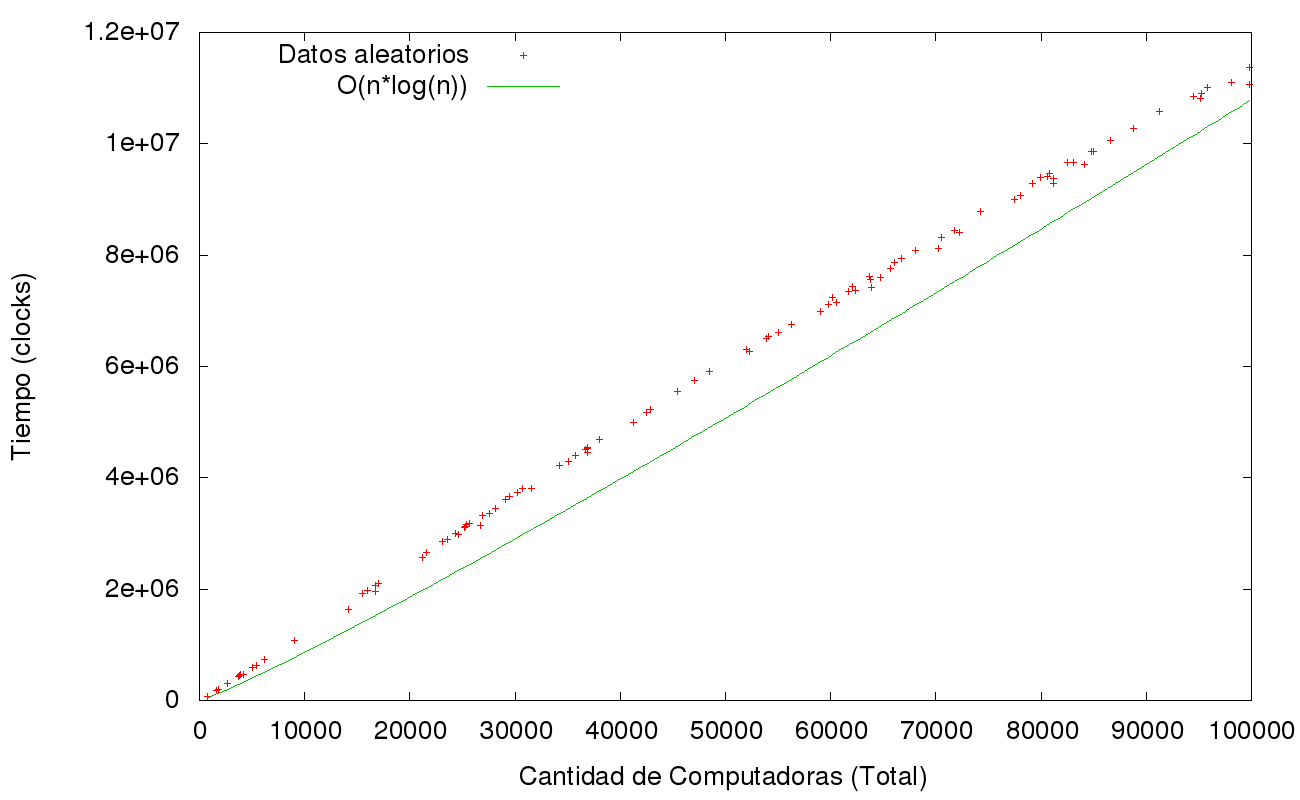 1.2e+07
1e+07
8e+06
6e+06
4e+06
2e+06
0
Tiempo (clocks)
Datos aleatorios
O(n*log(n))
0 10000 20000 30000 40000 50000 60000 70000 80000 90000 100000
Cantidad de Computadoras (Total)